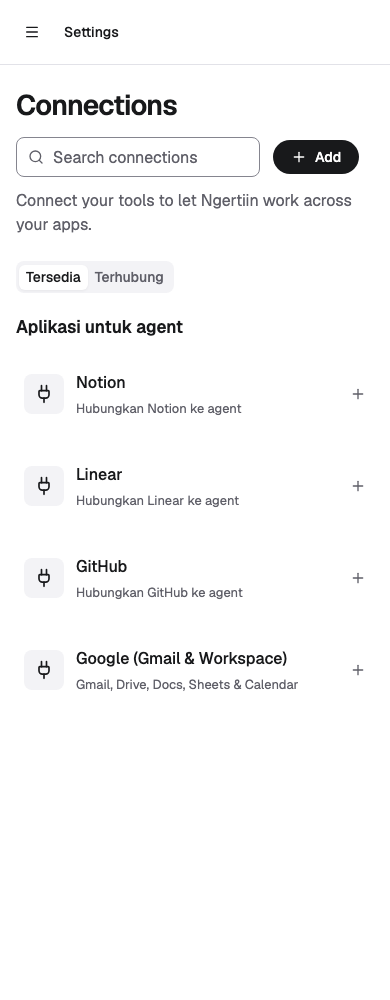 Settings
Connections
Search connections
Add
Connect your tools to let Ngertiin work across
your apps.
Tersedia Terhubung
Aplikasi untuk agent
Notion
Hubungkan Notion ke agent
Linear
Hubungkan Linear ke agent
GitHub
Hubungkan GitHub ke agent
Google (Gmail & Workspace)
Gmail, Drive, Docs, Sheets & Calendar